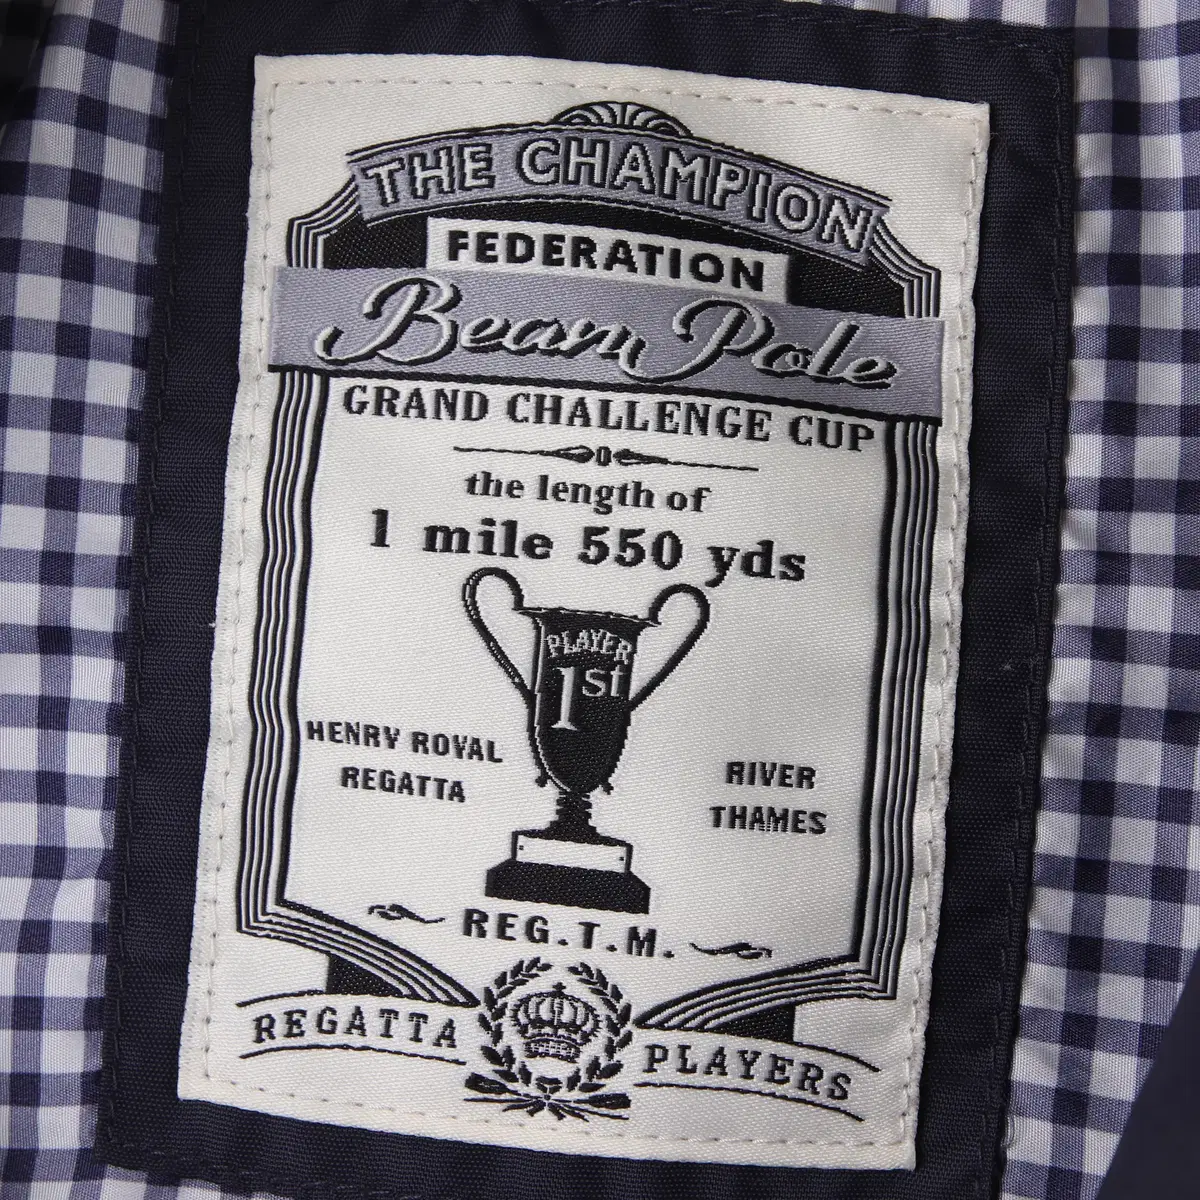 THE CHAMPION
FEDERATION
Beam Pole
GRAND CHALLENGE CUP
the length of
1 mile 550 yds
PLAYER
1st
HENRY ROYAL
REGATTA
RIVER
THAMES
REG.T.M.
REGATTA PLAYERS